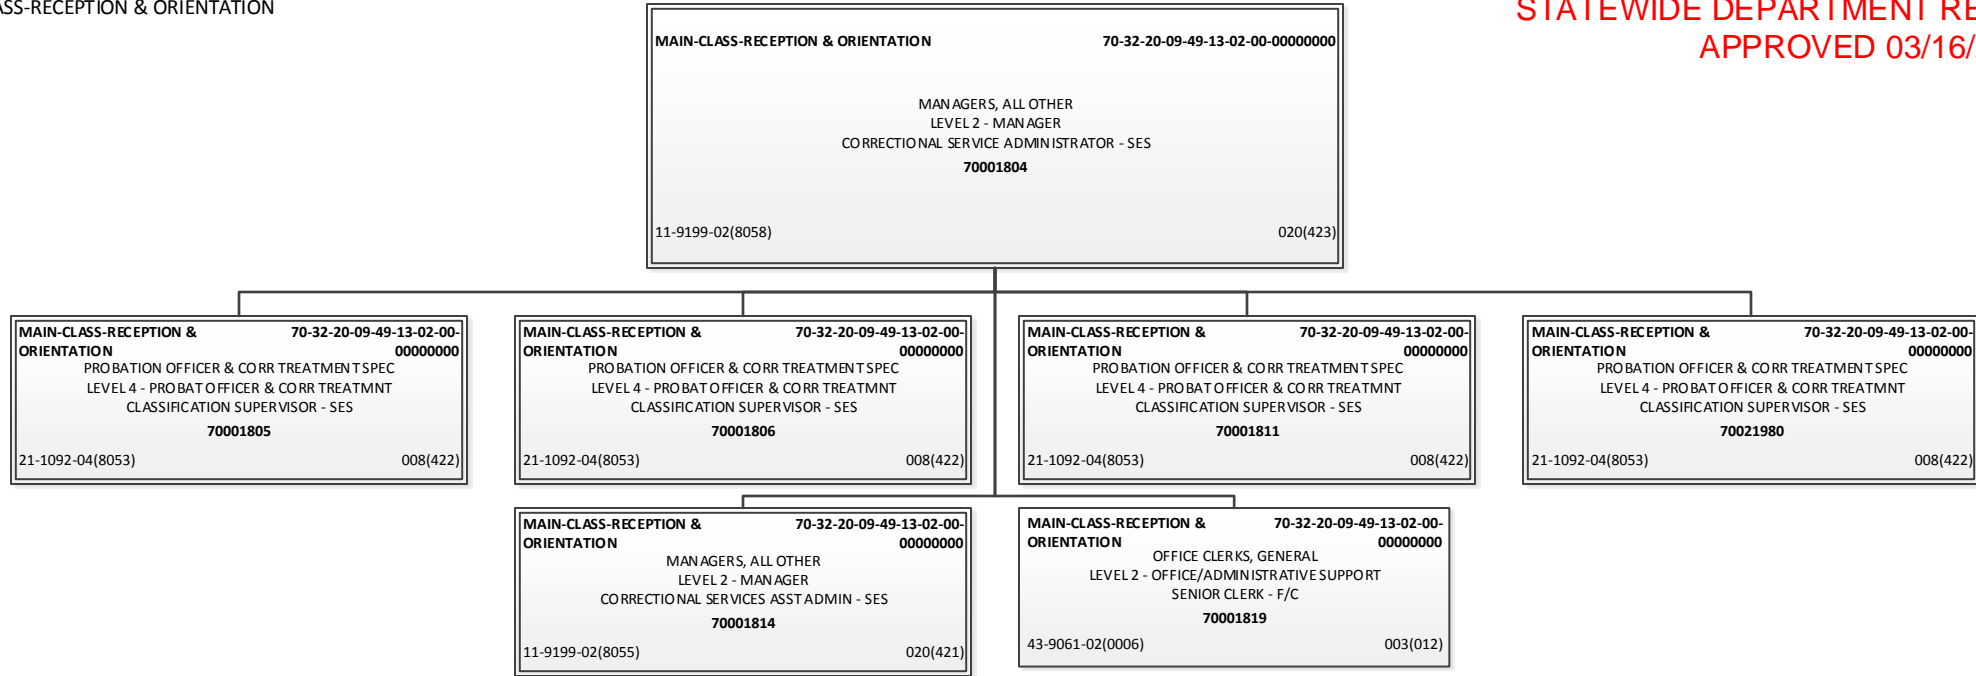 ASS-RECEPTION & ORIENTATION
STATEWIDE DEPARTMENT RE
APPROVED 03/16/
MAIN-CLASS-RECEPTION & ORIENTATION 70-32-20-09-49-13-02-00-00000000
MANAGERS, ALL OTHER
LEVEL 2 - MANAGER
CORRECTIONAL SERVICE ADMINISTRATOR - SES
70001804
11-9199-02(8058) 020(423)
MAIN-CLASS-RECEPTION & 70-32-20-09-49-13-02-00-
ORIENTATION 00000000
PROBATION OFFICER & CORR TREATMENT SPEC
LEVEL 4 - PROBAT OFFICER & CORR TREATMNT
CLASSIFICATION SUPERVISOR - SES
70001805
21-1092-04(8053) 008(422)
MAIN-CLASS-RECEPTION & 70-32-20-09-49-13-02-00-
ORIENTATION 00000000
PROBATION OFFICER & CORR TREATMENT SPEC
LEVEL 4 - PROBAT OFFICER & CORR TREATMNT
CLASSIFICATION SUPERVISOR - SES
70001806
21-1092-04(8053) 008(422)
MAIN-CLASS-RECEPTION & 70-32-20-09-49-13-02-00-
ORIENTATION 00000000
PROBATION OFFICER & CORR TREATMENT SPEC
LEVEL 4 - PROBAT OFFICER & CORR TREATMNT
CLASSIFICATION SUPERVISOR - SES
70001811
21-1092-04(8053) 008(422)
MAIN-CLASS-RECEPTION & 70-32-20-09-49-13-02-00-
ORIENTATION 00000000
PROBATION OFFICER & CORR TREATMENT SPEC
LEVEL 4 - PROBAT OFFICER & CORR TREATMNT
CLASSIFICATION SUPERVISOR - SES
70021980
21-1092-04(8053) 008(422)
MAIN-CLASS-RECEPTION & 70-32-20-09-49-13-02-00-
ORIENTATION 00000000
MANAGERS, ALL OTHER
LEVEL 2 - MANAGER
CORRECTIONAL SERVICES ASST ADMIN - SES
70001814
11-9199-02(8055) 020(421)
MAIN-CLASS-RECEPTION & 70-32-20-09-49-13-02-00-
ORIENTATION 00000000
OFFICE CLERKS, GENERAL
LEVEL 2 - OFFICE/ADMINISTRATIVE SUPPORT
SENIOR CLERK - F/C
70001819
43-9061-02(0006) 003(012)